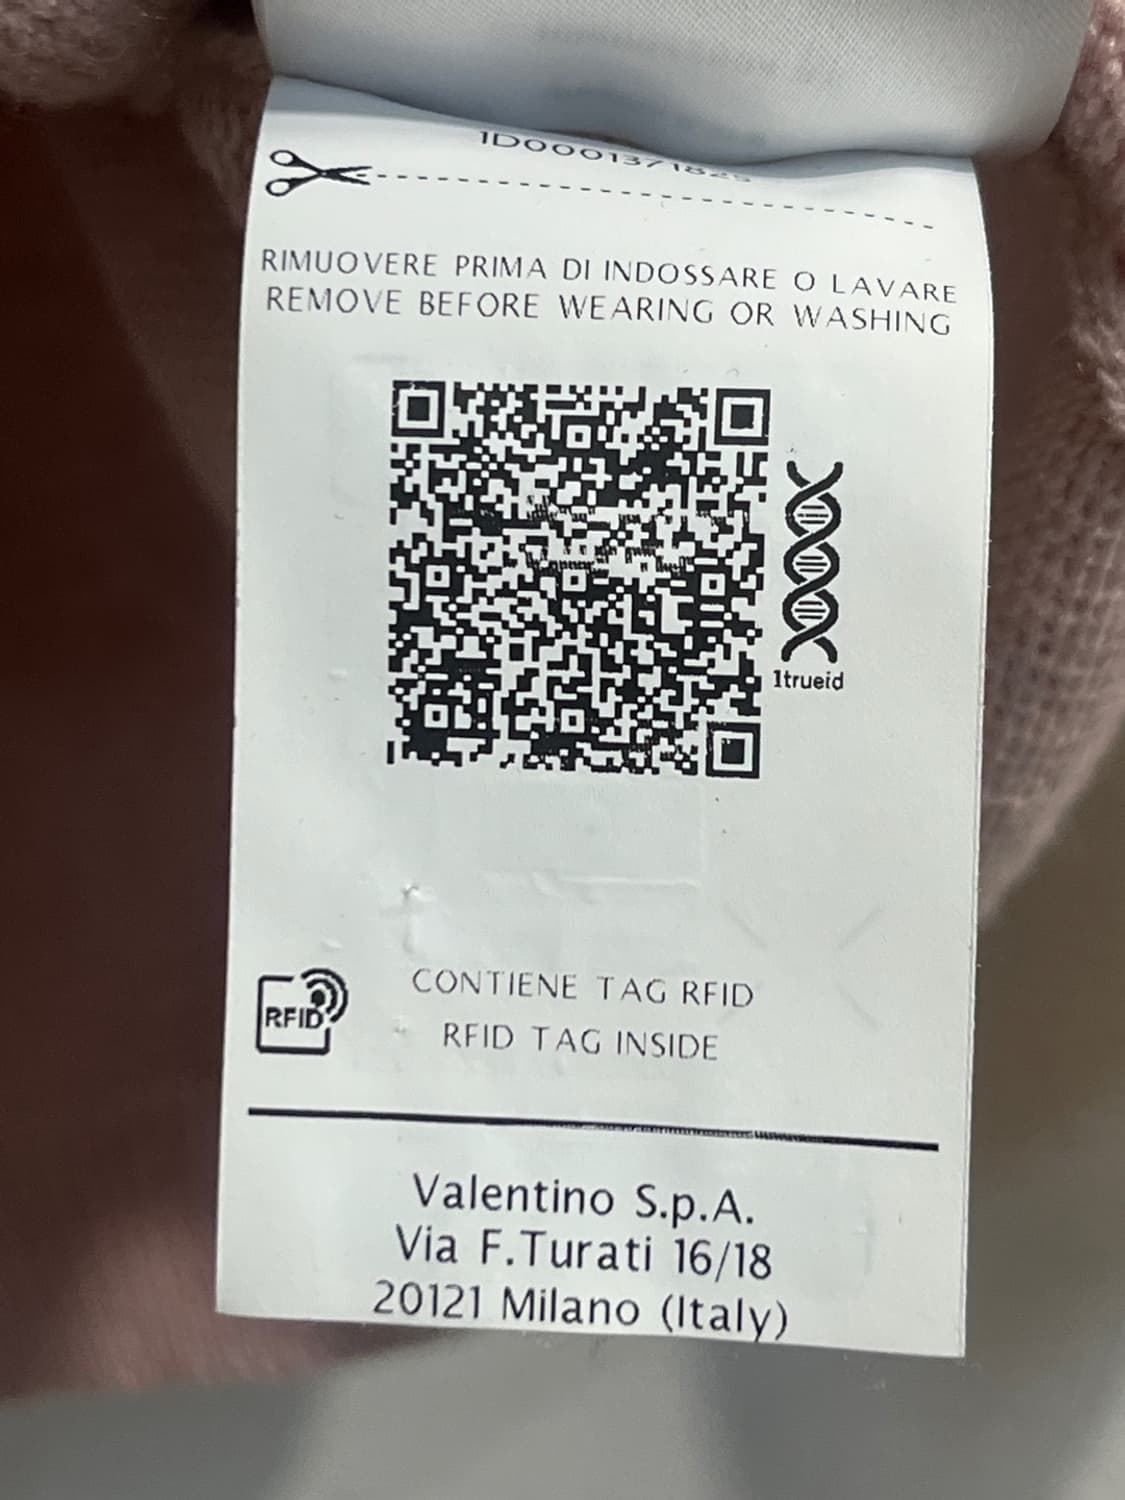 1D0001371829
RIMUOVERE PRIMA DI INDOSSARE O LAVARE
REMOVE BEFORE WEARING OR WASHING
1trueid
RFID
CONTIENE TAG RFID
RFID TAG INSIDE
Valentino S.p.A.
Via F.Turati 16/18
20121 Milano (Italy)